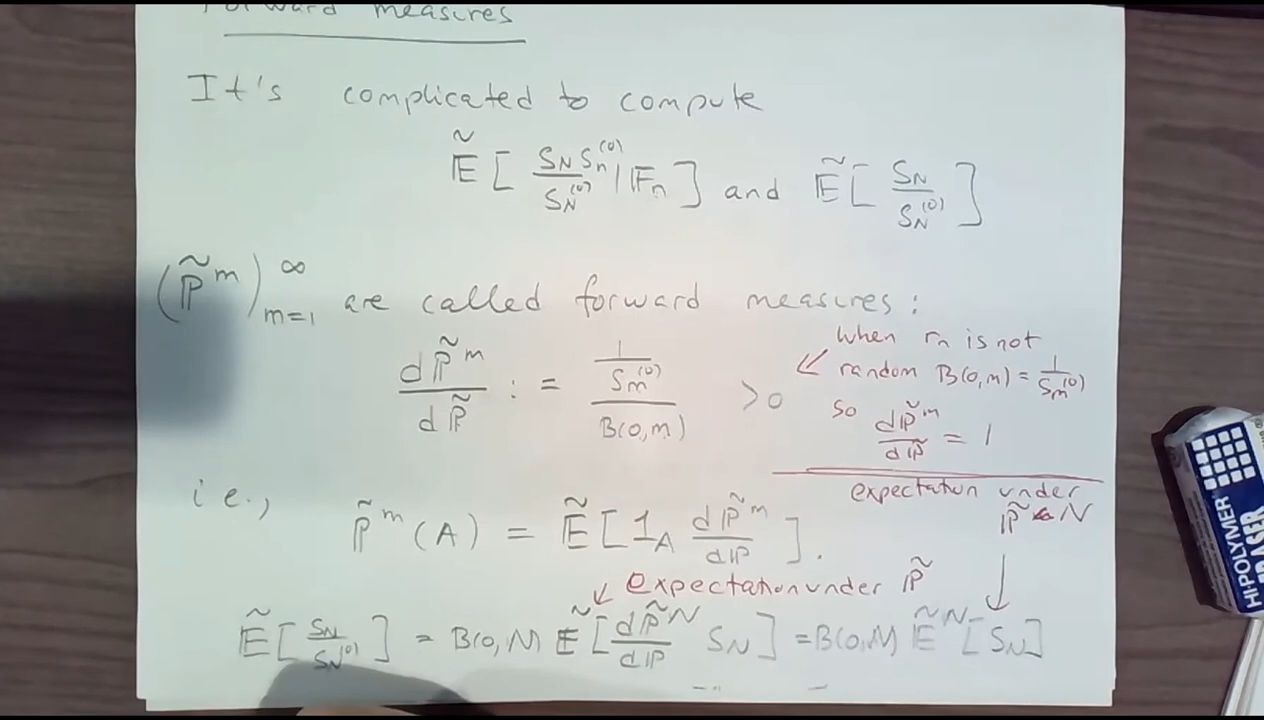 Forward measures
It's complicated to compute
Ẽ [ S_N S_n^(0) / S_N^(0) | F_n ] and Ẽ [ S_N / S_N^(0) ]
(P̃^m)_{m=1}^∞ are called forward measures:
dP̃^m / dP̃ := (1 / S_m^(0)) / B(0,m) > 0
↙ when r_n is not
random B(0,m) = 1 / S_m^(0)
so dP̃^m / dP̃ = 1
i.e., P̃^m (A) = Ẽ [ 1_A dP̃^m / dP ].
expectation under
P̃^N
↙ Expectation under P̃
Ẽ [ S_N / S_N^(0) ] = B(0,N) Ẽ [ dP̃^N / dP S_N ] = B(0,N) Ẽ^N [ S_N ]
HI-POLYMER
ERASER